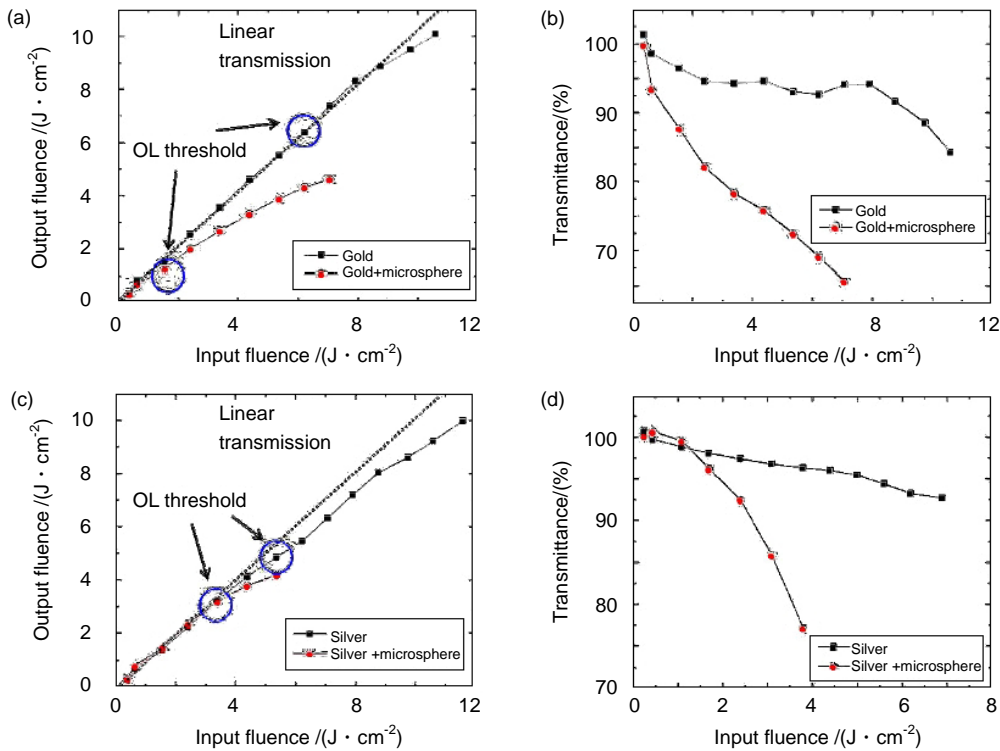 (a)
Linear
transmission
OL threshold
Output fluence /(J・cm-2)
10
8
6
4
2
0
Gold
Gold+microsphere
0 4 8 12
Input fluence /(J・cm-2)
(b)
Transmittance/(%)
100
90
80
70
Gold
Gold+microsphere
0 2 4 6 8 10 12
Input fluence /(J・cm-2)
(c)
Linear
transmission
OL threshold
Output fluence /(J・cm-2)
10
8
6
4
2
0
Silver
Silver +microsphere
0 4 8 12
Input fluence /(J・cm-2)
(d)
Transmittance/(%)
100
90
80
70
Silver
Silver +microsphere
0 2 4 6 8
Input fluence /(J・cm-2)